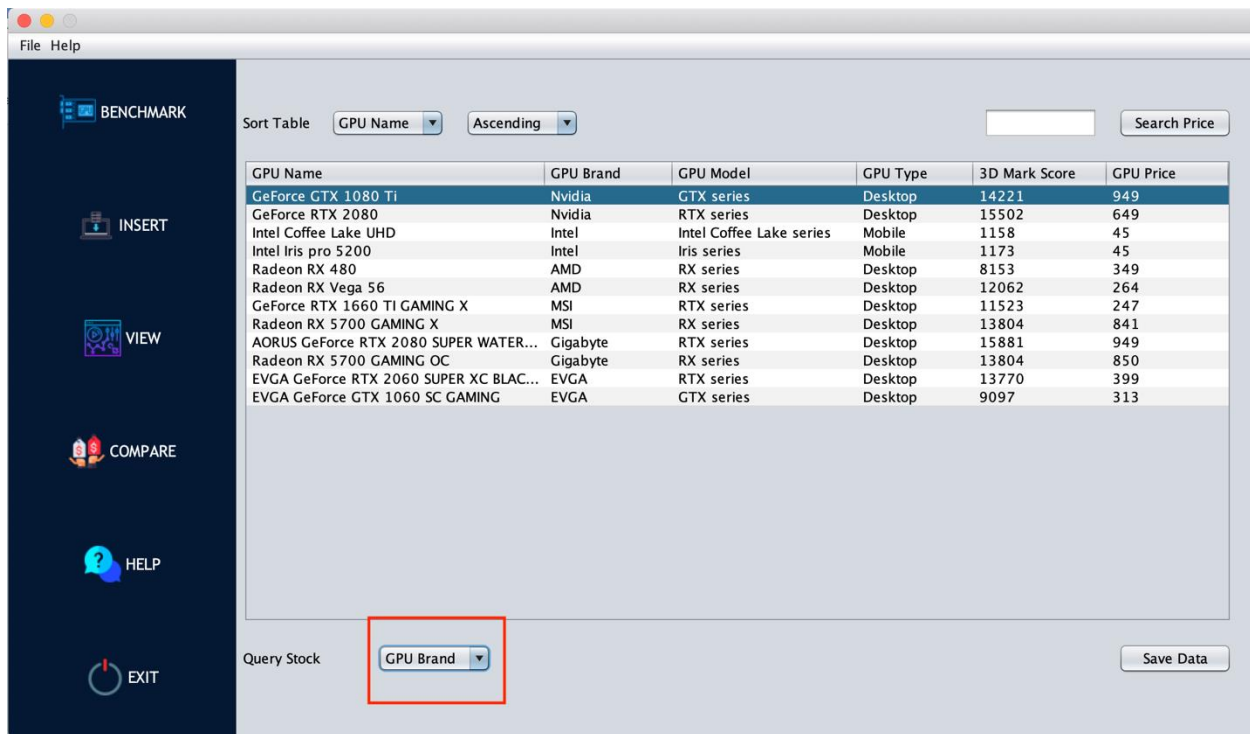 File Help
BENCHMARK
Sort Table GPU Name Ascending Search Price
GPU Name GPU Brand GPU Model GPU Type 3D Mark Score GPU Price
GeForce GTX 1080 Ti Nvidia GTX series Desktop 14221 949
GeForce RTX 2080 Nvidia RTX series Desktop 15502 649
INSERT
Intel Coffee Lake UHD Intel Intel Coffee Lake series Mobile 1158 45
Intel Iris pro 5200 Intel Iris series Mobile 1173 45
Radeon RX 480 AMD RX series Desktop 8153 349
Radeon RX Vega 56 AMD RX series Desktop 12062 264
GeForce RTX 1660 TI GAMING X MSI RTX series Desktop 11523 247
Radeon RX 5700 GAMING X MSI RX series Desktop 13804 841
VIEW
AORUS GeForce RTX 2080 SUPER WATER... Gigabyte RTX series Desktop 15881 949
Radeon RX 5700 GAMING OC Gigabyte RX series Desktop 13804 850
EVGA GeForce RTX 2060 SUPER XC BLAC... EVGA RTX series Desktop 13770 399
EVGA GeForce GTX 1060 SC GAMING EVGA GTX series Desktop 9097 313
COMPARE
HELP
Query Stock GPU Brand Save Data
EXIT